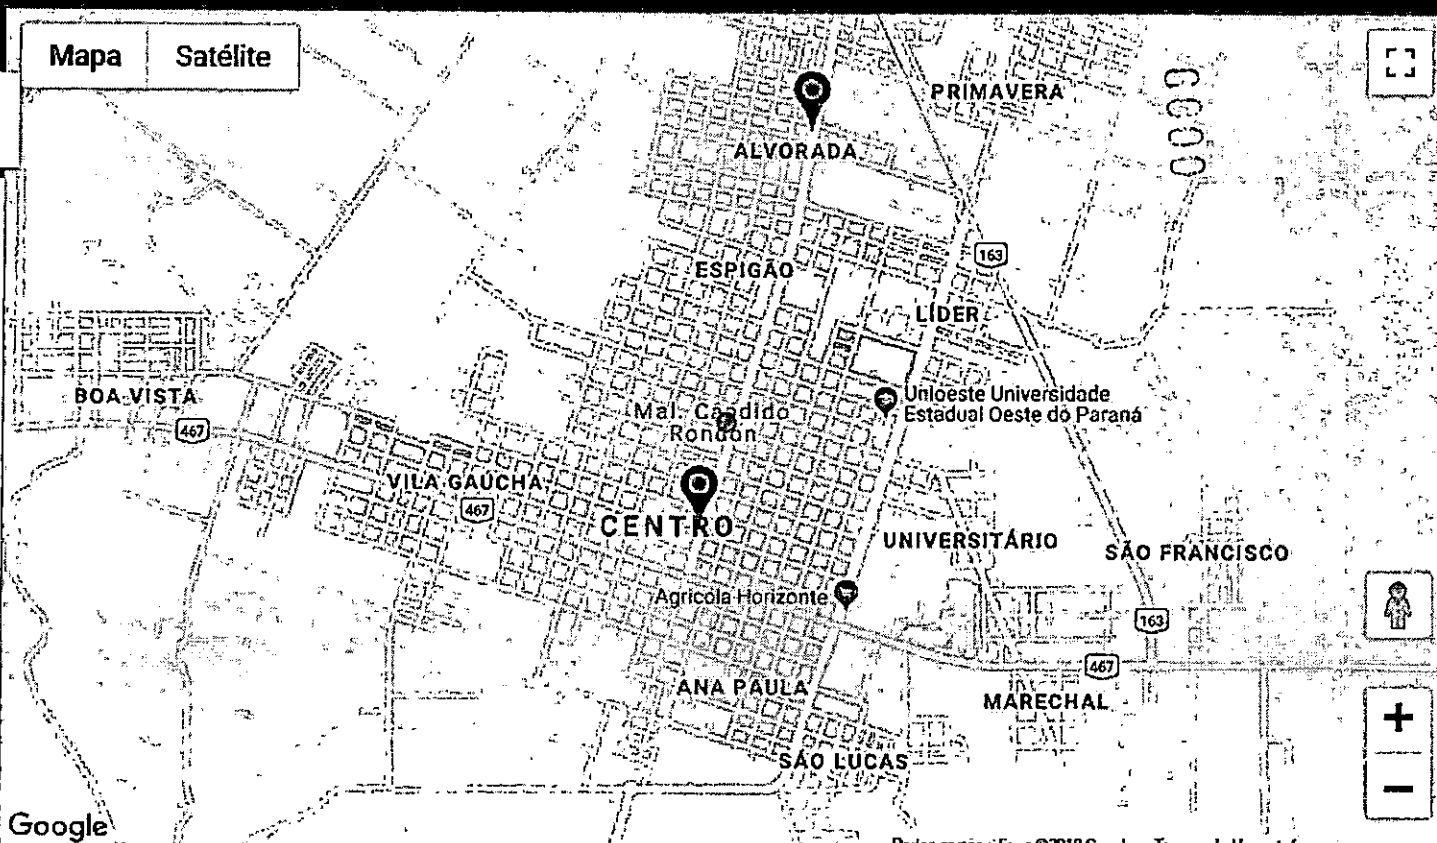 Mapa Satélite
PRIMAVERA
ALVORADA
ESPIGÃO
163
LÍDER
BOA VISTA
467
Unioeste Universidade
Estadual Oeste do Paraná
Mal. Cândido
Rondon
VILA GAÚCHA
467
CENTRO
UNIVERSITÁRIO
SÃO FRANCISCO
Agrícola Horizonte
163
467
ANA PAULA
MARECHAL
SÃO LUCAS
+
−
Google